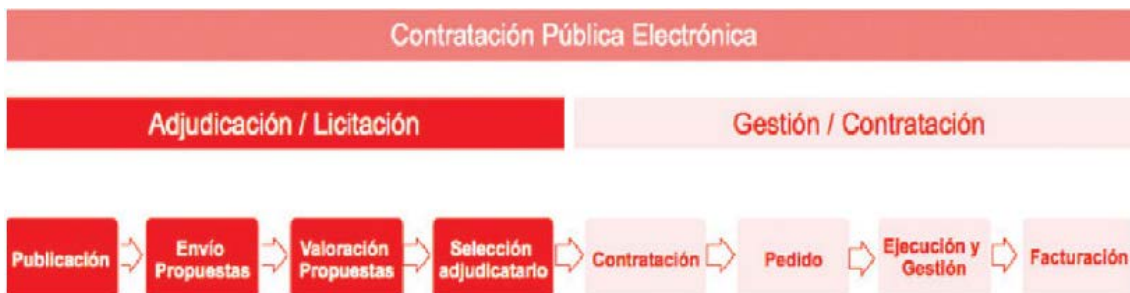 Contratación Pública Electrónica
Adjudicación / Licitación
Gestión / Contratación
Publicación
Envío
Propuestas
Valoración
Propuestas
Selección
adjudicatario
Contratación
Pedido
Ejecución y
Gestión
Facturación